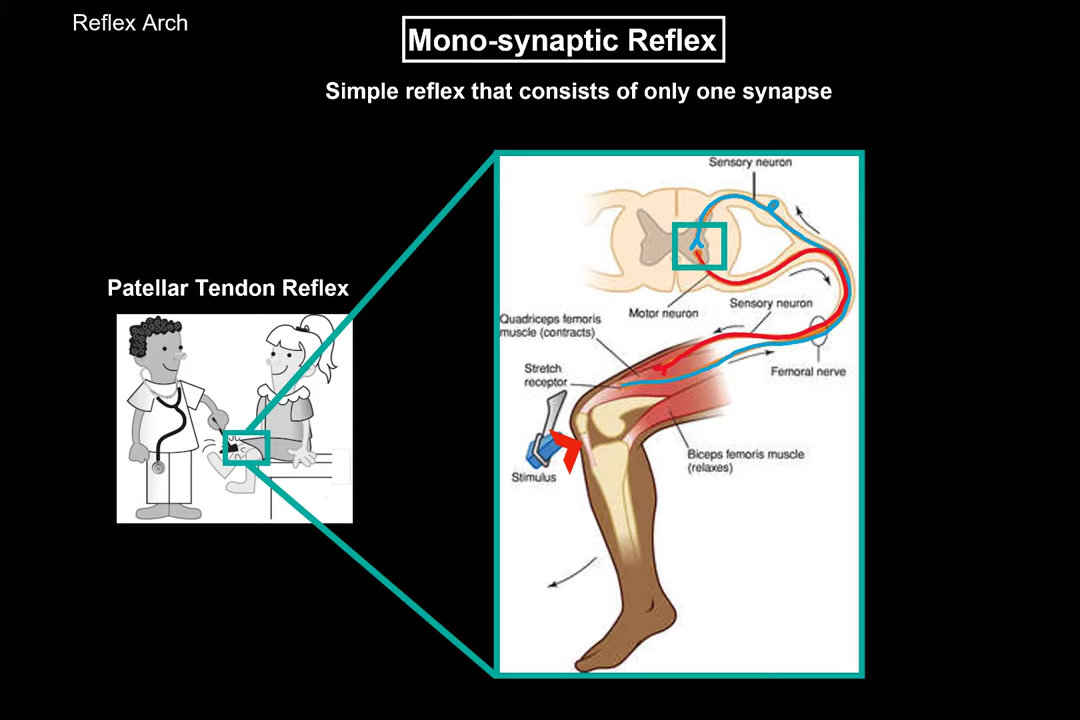 Reflex Arch
Mono-synaptic Reflex
Simple reflex that consists of only one synapse
Patellar Tendon Reflex
Sensory neuron
Motor neuron
Sensory neuron
Quadriceps femoris
muscle (contracts)
Stretch
receptor
Femoral nerve
Biceps femoris muscle
(relaxes)
Stimulus